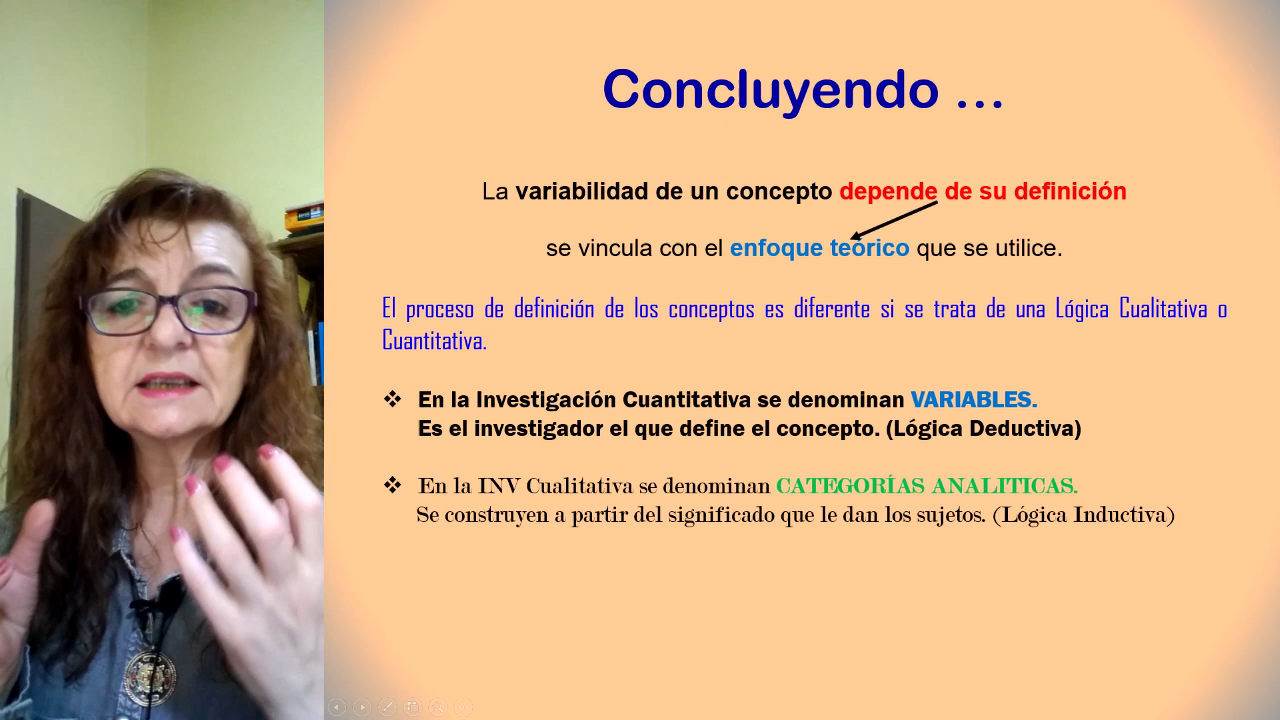 Concluyendo ...
La variabilidad de un concepto depende de su definición
se vincula con el enfoque teórico que se utilice.
El proceso de definición de los conceptos es diferente si se trata de una Lógica Cualitativa o
Cuantitativa.
❖ En la Investigación Cuantitativa se denominan VARIABLES.
Es el investigador el que define el concepto. (Lógica Deductiva)
❖ En la INV Cualitativa se denominan CATEGORÍAS ANALITICAS.
Se construyen a partir del significado que le dan los sujetos. (Lógica Inductiva)